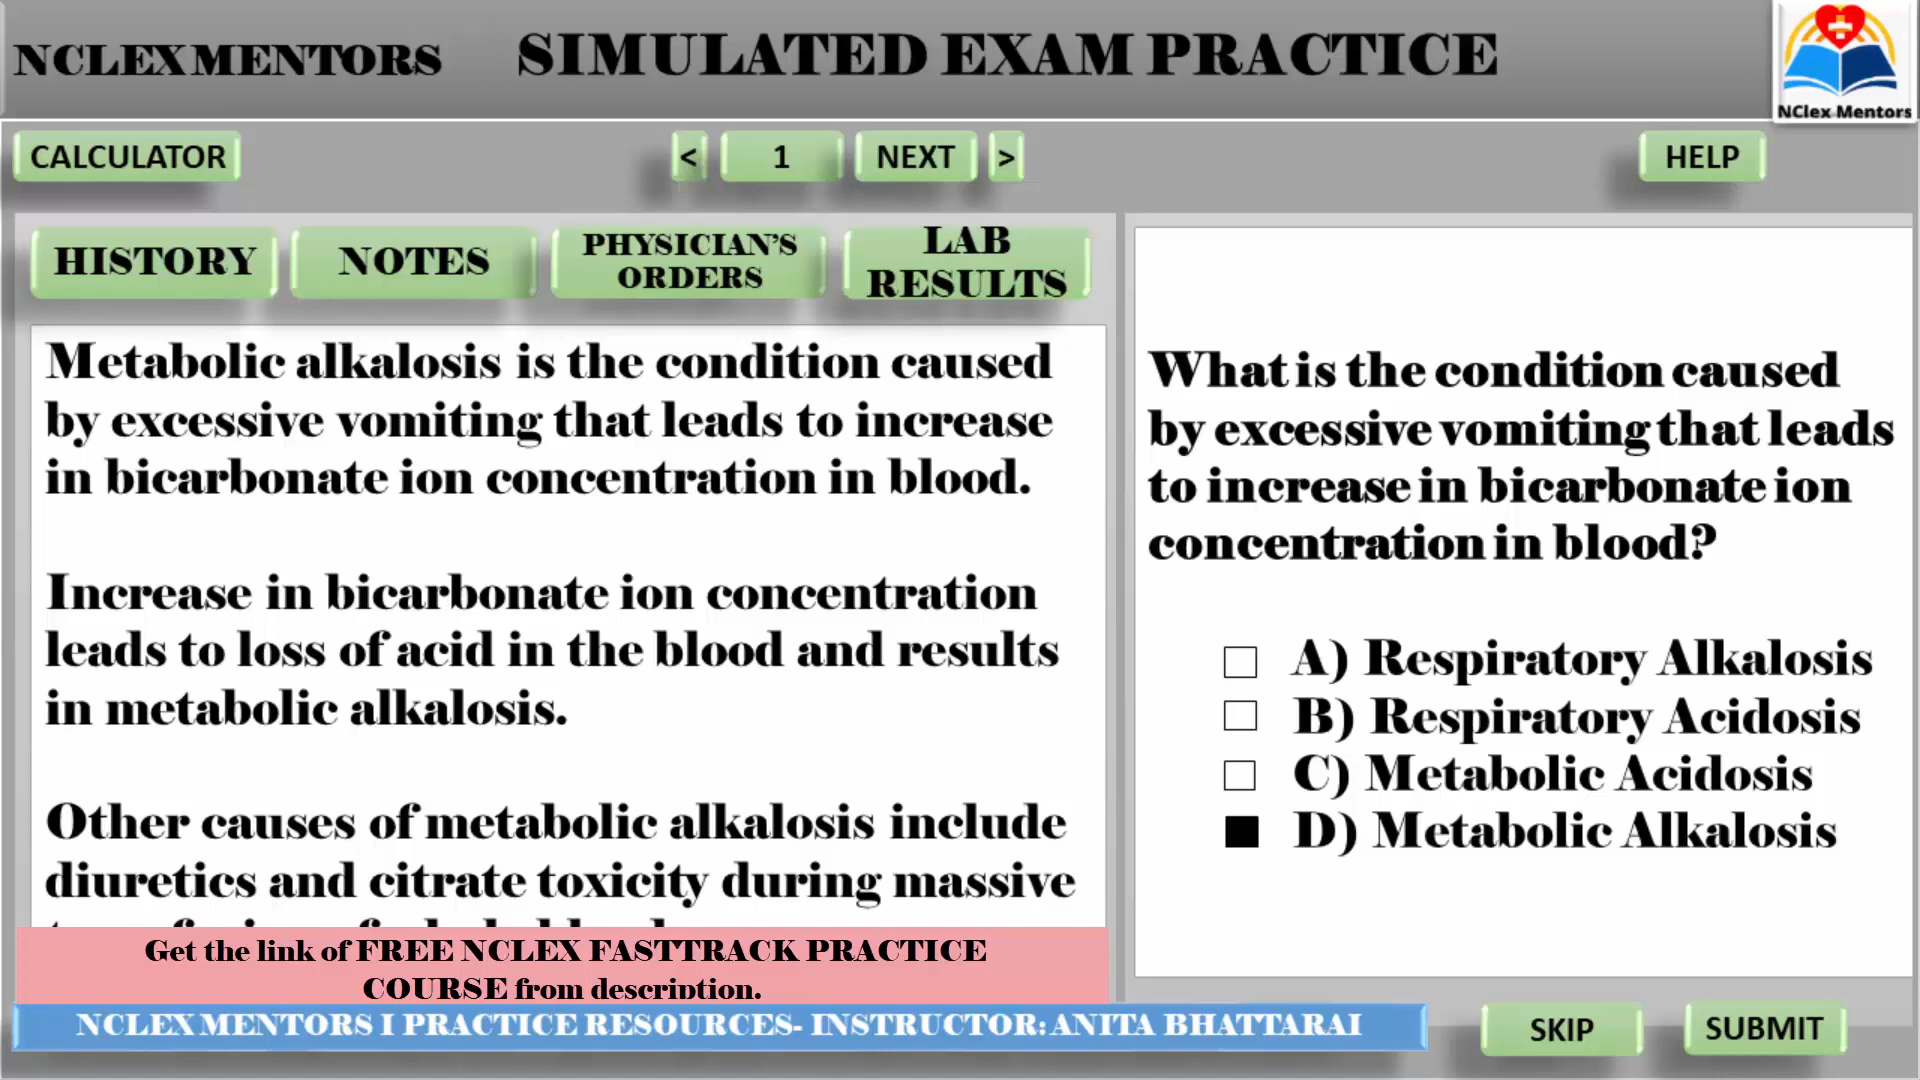 NCLEX MENTORS
SIMULATED EXAM PRACTICE
NClex Mentors
CALCULATOR
<
1
NEXT
>
HELP
HISTORY
NOTES
PHYSICIAN'S
ORDERS
LAB
RESULTS
Metabolic alkalosis is the condition caused
by excessive vomiting that leads to increase
in bicarbonate ion concentration in blood.
Increase in bicarbonate ion concentration
leads to loss of acid in the blood and results
in metabolic alkalosis.
Other causes of metabolic alkalosis include
diuretics and citrate toxicity during massive
Get the link of FREE NCLEX FASTTRACK PRACTICE
COURSE from description.
What is the condition caused
by excessive vomiting that leads
to increase in bicarbonate ion
concentration in blood?
A) Respiratory Alkalosis
B) Respiratory Acidosis
C) Metabolic Acidosis
D) Metabolic Alkalosis
NCLEX MENTORS I PRACTICE RESOURCES- INSTRUCTOR: ANITA BHATTARAI
SKIP
SUBMIT